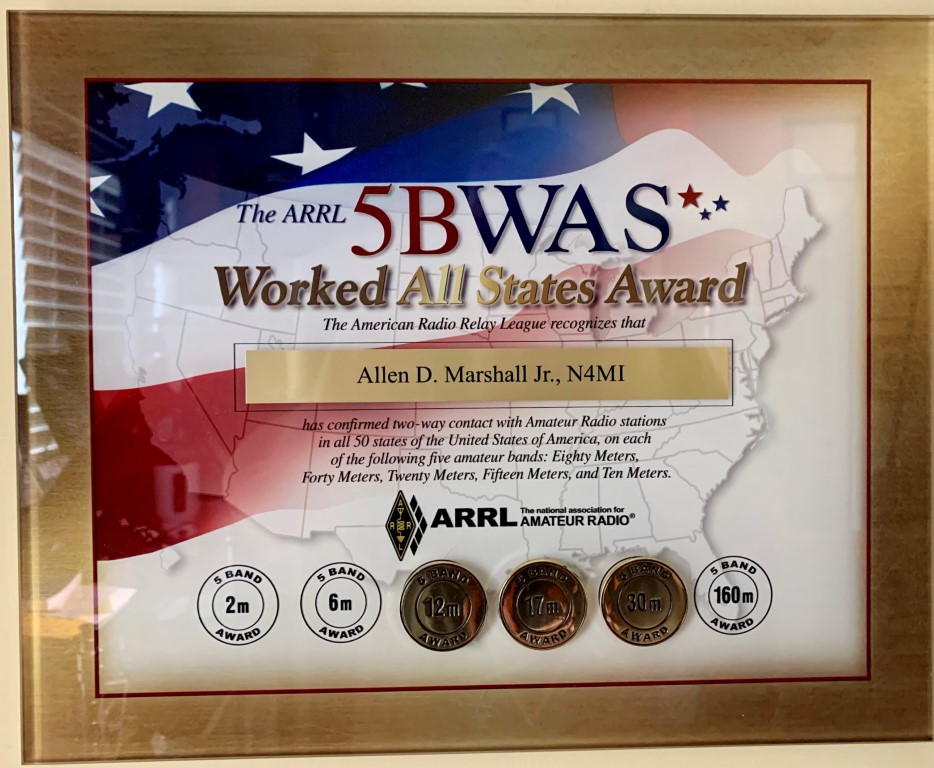 The ARRL 5BWAS
Worked All States Award
The American Radio Relay League recognizes that
Allen D. Marshall Jr., N4MI
has confirmed two-way contact with Amateur Radio stations
in all 50 states of the United States of America, on each
of the following five amateur bands: Eighty Meters,
Forty Meters, Twenty Meters, Fifteen Meters, and Ten Meters.
A
R R
L
ARRL The national association for
AMATEUR RADIO®
5 BAND
2m
AWARD
5 BAND
6m
AWARD
5 BAND
12m
AWARD
5 BAND
17m
AWARD
5 BAND
30m
AWARD
5 BAND
160m
AWARD